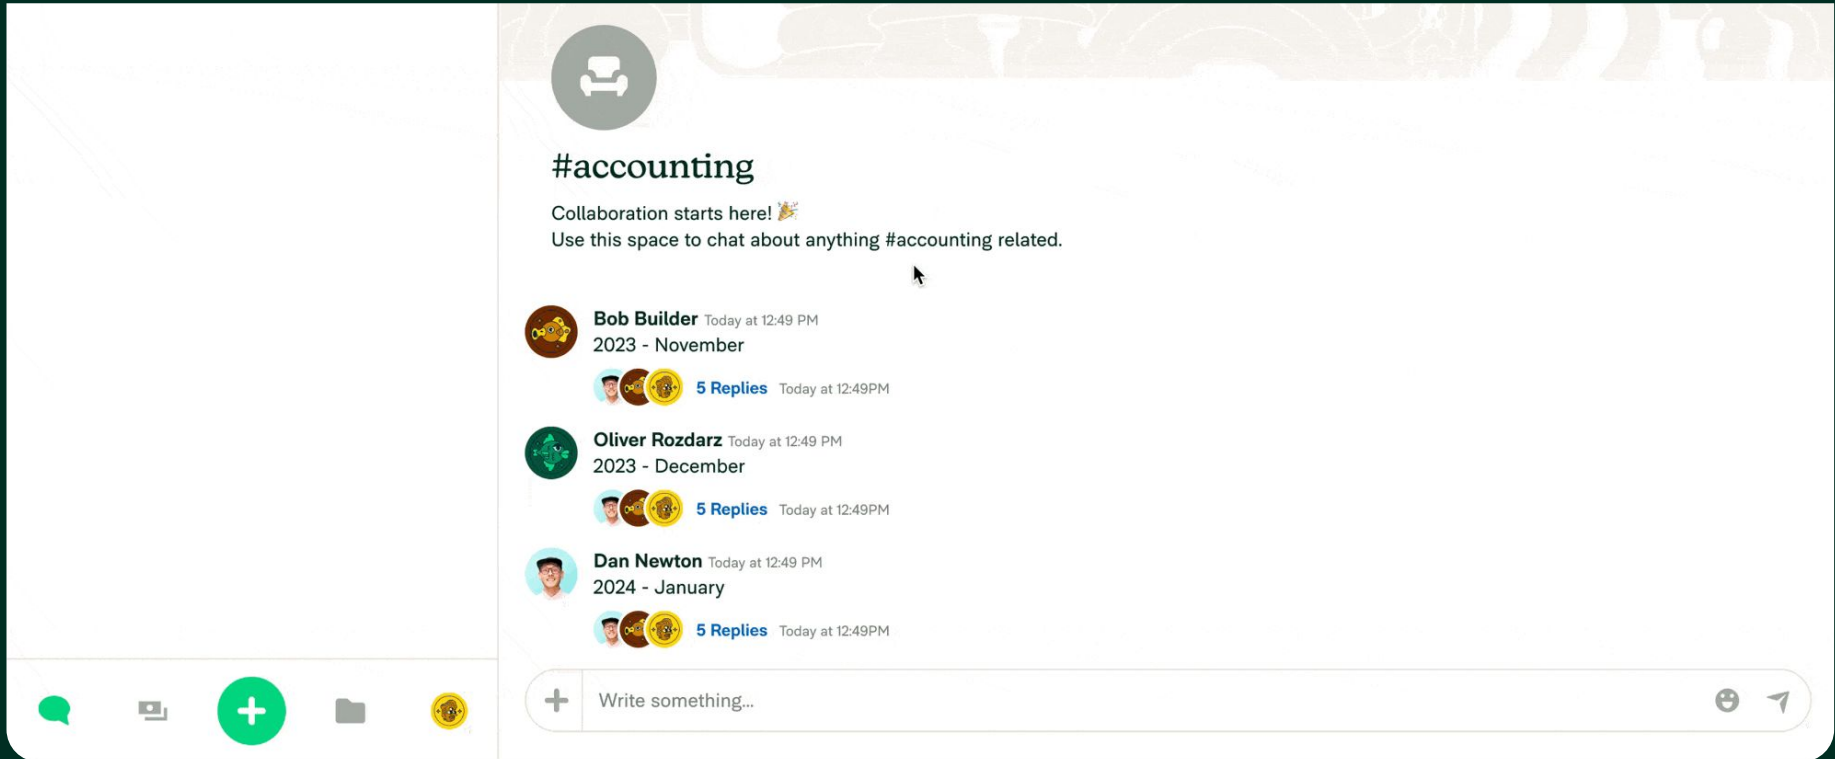 #accounting
Collaboration starts here! 🎉
Use this space to chat about anything #accounting related.
Bob Builder Today at 12:49 PM
2023 - November
5 Replies Today at 12:49PM
Oliver Rozdarz Today at 12:49 PM
2023 - December
5 Replies Today at 12:49PM
Dan Newton Today at 12:49 PM
2024 - January
5 Replies Today at 12:49PM
Write something...